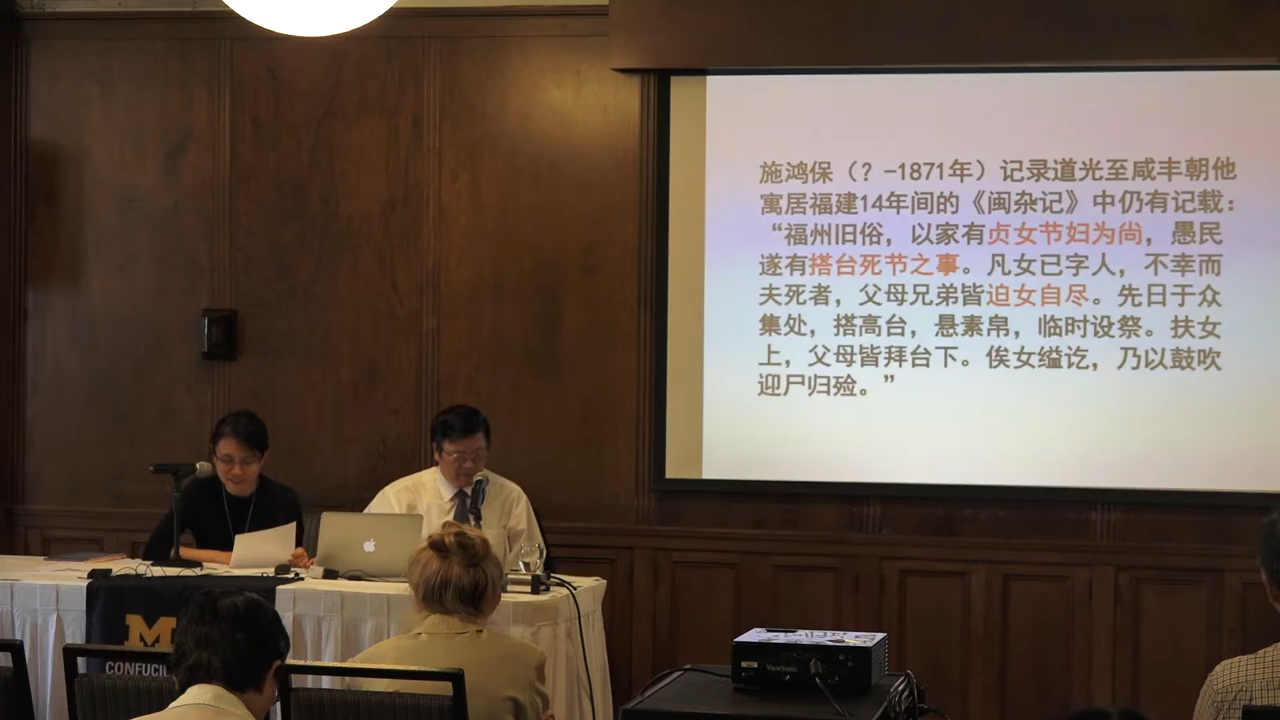 施鸿保（？-1871年）记录道光至咸丰朝他
寓居福建14年间的《闽杂记》中仍有记载：
“福州旧俗，以家有贞女节妇为尚，愚民
遂有搭台死节之事。凡女已字人，不幸而
夫死者，父母兄弟皆迫女自尽。先日于众
集处，搭高台，悬素帛，临时设祭。扶女
上，父母皆拜台下。俟女缢讫，乃以鼓吹
迎尸归殓。”
M
CONFUCIU
ViewSonic